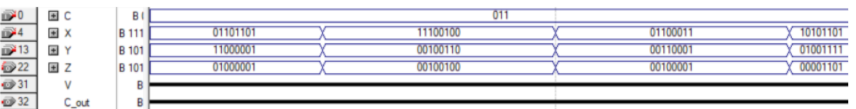 0 C B ( 011
4 X B 111 01101101 11100100 01100011 10101101
13 Y B 101 11000001 00100110 00110001 01001111
22 Z B 101 01000001 00100100 00100001 00001101
31 V B
32 C_out B